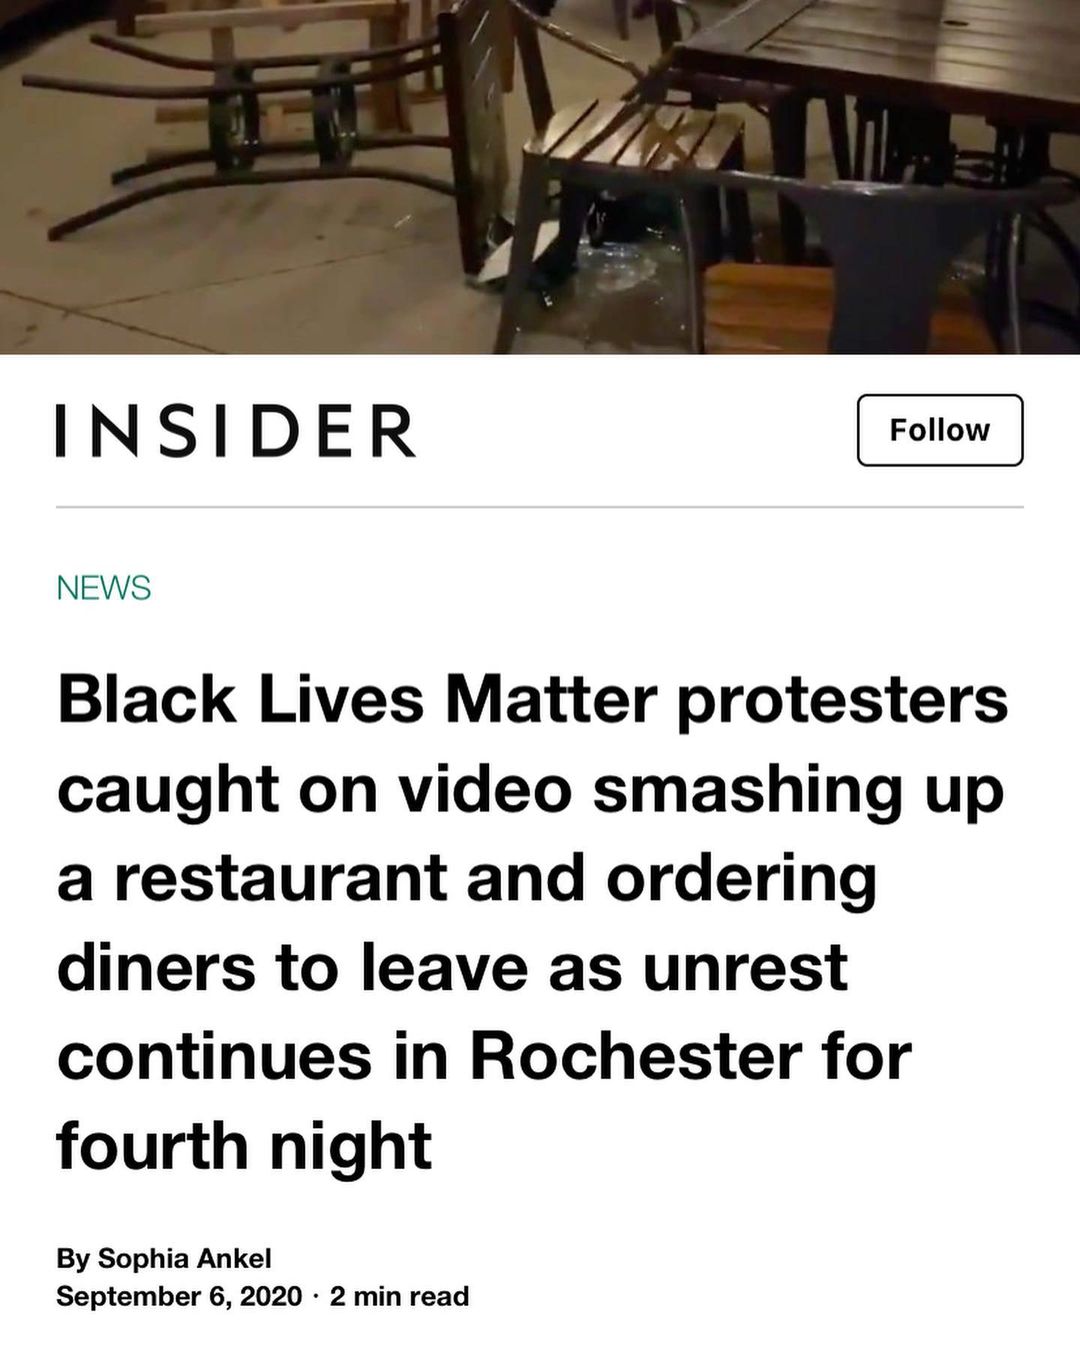 INSIDER
Follow
NEWS
Black Lives Matter protesters
caught on video smashing up
a restaurant and ordering
diners to leave as unrest
continues in Rochester for
fourth night
By Sophia Ankel
September 6, 2020 · 2 min read